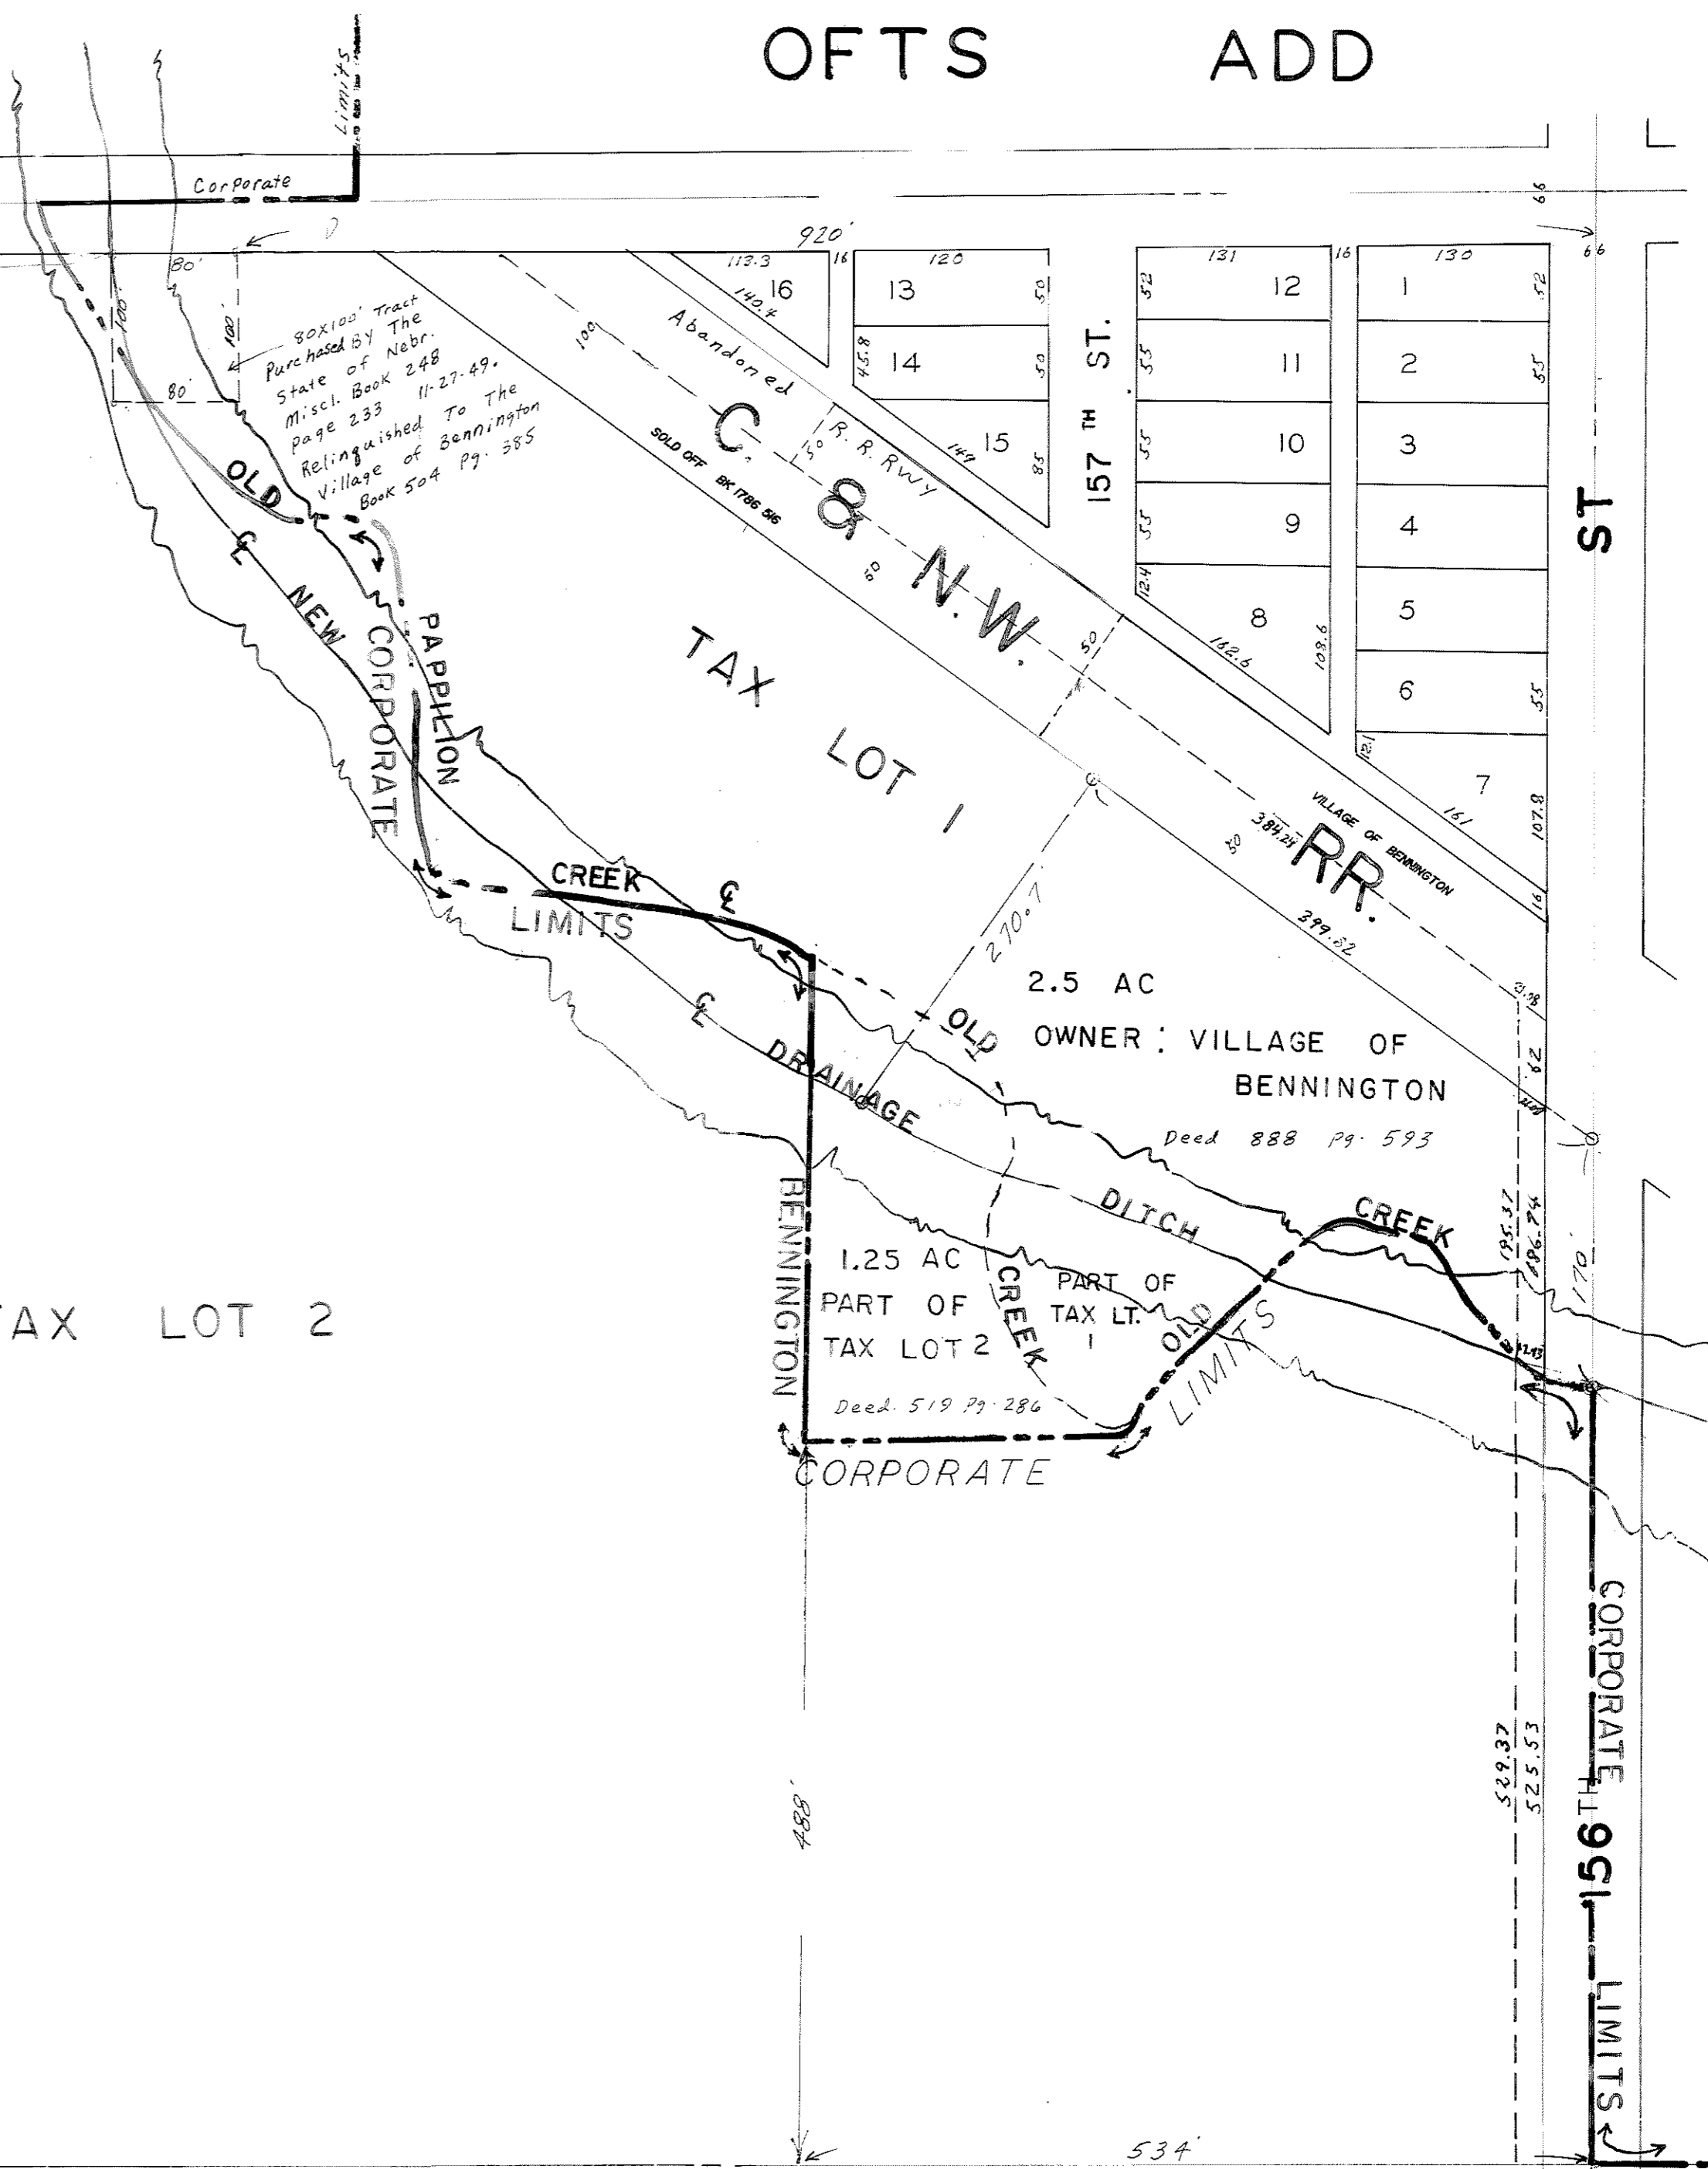 OFTS ADD
Limits
Corporate
66
920'
66
80'
113.3
16
120
131
16
130
100'
100'
80'
80X100' Tract
Purchased BY The
State of Nebr.
Miscl. Book 248
page 233 11-27-49.
Relinquished To The
Village of Bennington
Book 504 Pg. 385
16
140.4
13
50
52
12
1
52
100
Abandoned
R. R. RWY
45.8
14
50
55
11
2
55
15
149
85
157 TH ST.
55
10
3
55
9
4
12.4
8
162.6
108.6
5
6
55
12.1
7
161
107.8
16
ST
C. & N.W. RR.
50
50
50
50
SOLD OFF BK 1786 516
VILLAGE OF BENNINGTON
384.24
399.32
OLD
℄
NEW
PAPPILION
CORPORATE
TAX
LOT 1
CREEK
LIMITS
℄
℄
270.7
2.5 AC
OWNER : VILLAGE OF
BENNINGTON
Deed 888 Pg. 593
62
OLD
DRAINAGE
DITCH
CREEK
195.37
170'
BENNINGTON
1.25 AC
PART OF
TAX LOT 2
Deed. 519 Pg. 286
CREEK
PART OF
TAX LT.
1
OLD
LIMITS
TAX LOT 2
CORPORATE
CORPORATE
529.37
525.53
156TH
488'
LIMITS
534'